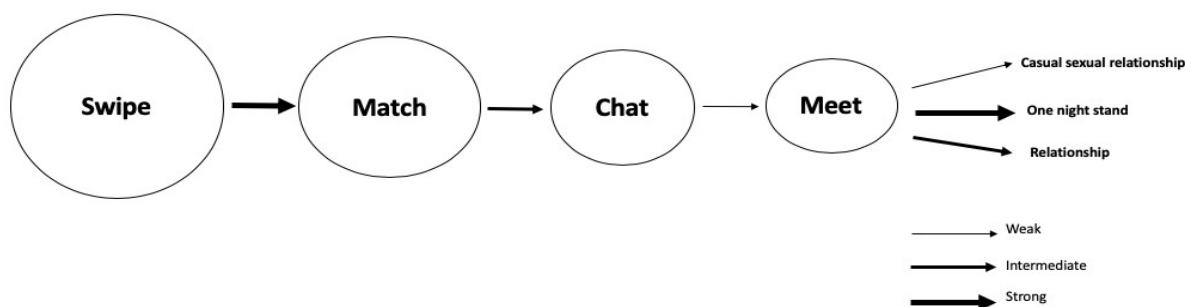 Swipe
Match
Chat
Meet
Casual sexual relationship
One night stand
Relationship
Weak
Intermediate
Strong